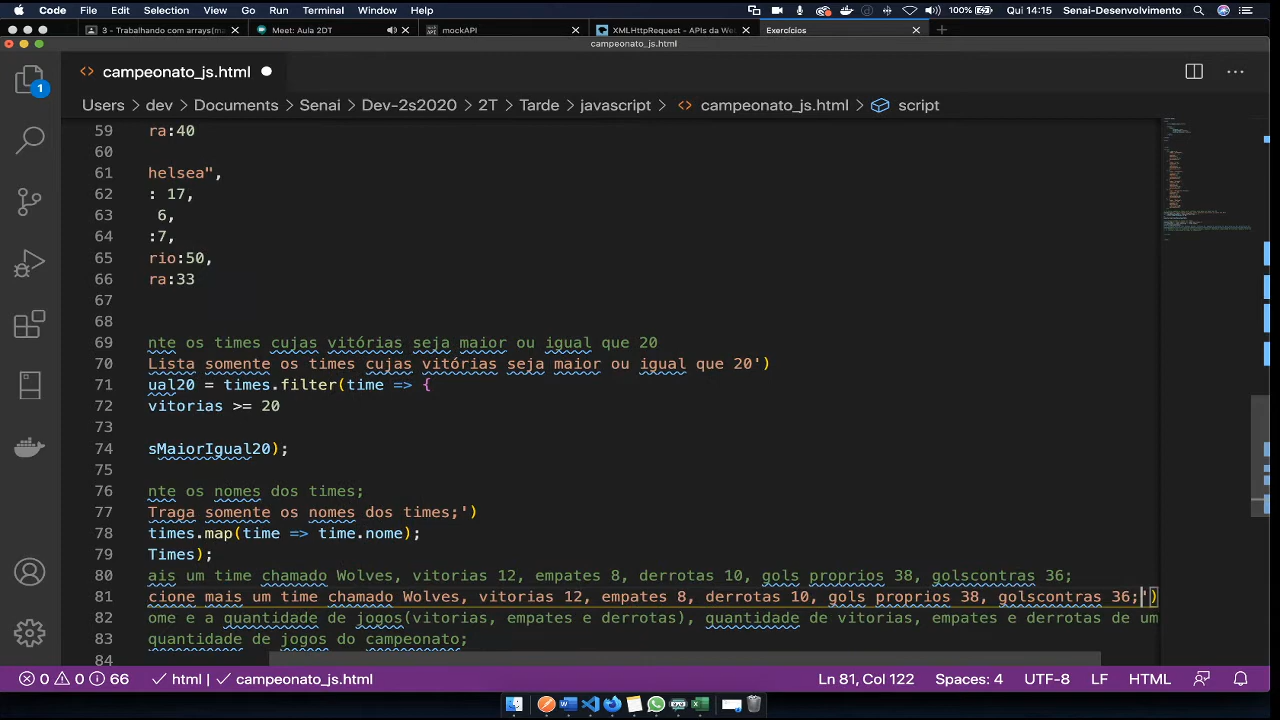 Code File Edit Selection View Go Run Terminal Window Help 100% Qui 14:15 Senai-Desenvolvimento
3 - Trabalhando com arrays(ma Meet: Aula 2DT mockAPI XMLHttpRequest - APIs da Web Exercícios
campeonato_js.html
campeonato_js.html
1
Users > dev > Documents > Senai > Dev-2s2020 > 2T > Tarde > javascript > campeonato_js.html > script
59 ra:40
60
61 helsea",
62 : 17,
63 6,
64 :7,
65 rio:50,
66 ra:33
67
68
69 nte os times cujas vitórias seja maior ou igual que 20
70 Lista somente os times cujas vitórias seja maior ou igual que 20')
71 ual20 = times.filter(time => {
72 vitorias >= 20
73
74 sMaiorIgual20);
75
76 nte os nomes dos times;
77 Traga somente os nomes dos times;')
78 times.map(time => time.nome);
79 Times);
80 ais um time chamado Wolves, vitorias 12, empates 8, derrotas 10, gols proprios 38, golscontras 36;
81 cione mais um time chamado Wolves, vitorias 12, empates 8, derrotas 10, gols proprios 38, golscontras 36;')
82 ome e a quantidade de jogos(vitorias, empates e derrotas), quantidade de vitorias, empates e derrotas de um
83 quantidade de jogos do campeonato;
84
0 0 66 html | campeonato_js.html Ln 81, Col 122 Spaces: 4 UTF-8 LF HTML